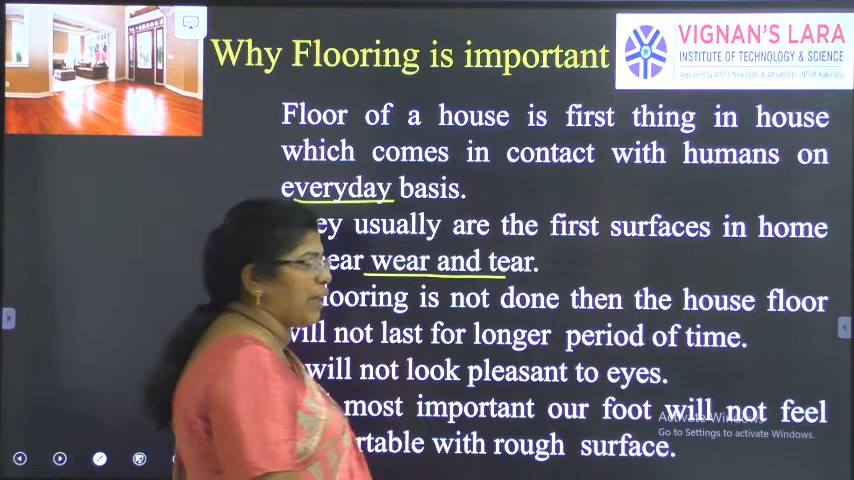 Why Flooring is important
VIGNAN'S LARA
INSTITUTE OF TECHNOLOGY & SCIENCE
Floor of a house is first thing in house
which comes in contact with humans on
everyday basis.
usually are the first surfaces in home
wear and tear.
is not done then the house floor
will not last for longer period of time.
will not look pleasant to eyes.
most important our foot will not feel
with rough surface.
Activate Windows
Go to Settings to activate Windows.